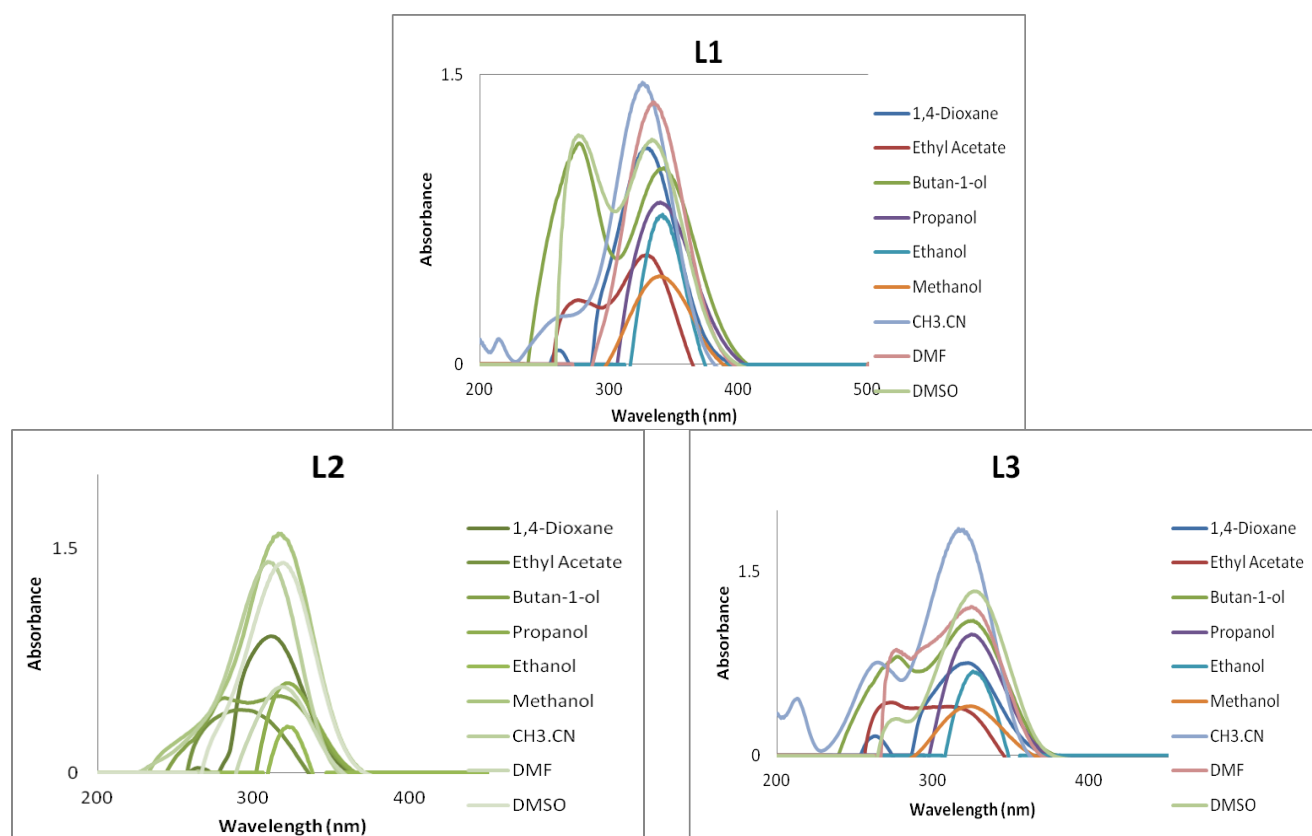 L1
1.5
0
Absorbance
200
300
400
500
Wavelength (nm)
1,4-Dioxane
Ethyl Acetate
Butan-1-ol
Propanol
Ethanol
Methanol
CH3.CN
DMF
DMSO
L2
1.5
0
Absorbance
200
400
Wavelength (nm)
1,4-Dioxane
Ethyl Acetate
Butan-1-ol
Propanol
Ethanol
Methanol
CH3.CN
DMF
DMSO
L3
1.5
0
Absorbance
200
300
400
Wavelength (nm)
1,4-Dioxane
Ethyl Acetate
Butan-1-ol
Propanol
Ethanol
Methanol
CH3.CN
DMF
DMSO